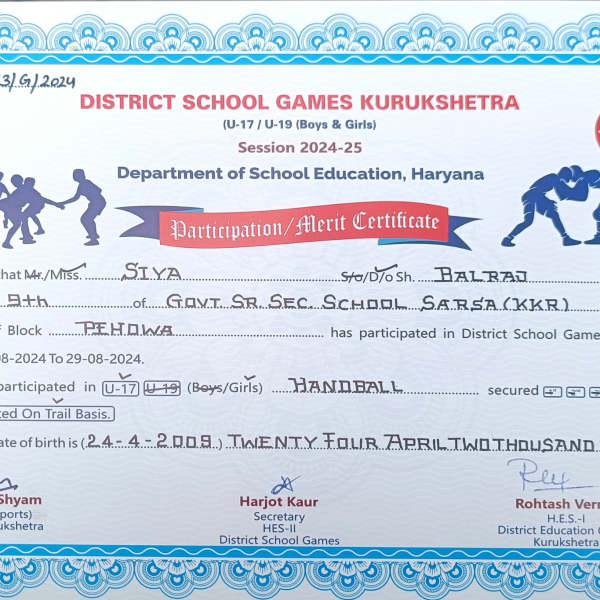 3/G/2024
DISTRICT SCHOOL GAMES KURUKSHETRA
(U-17 / U-19 (Boys & Girls)
Session 2024-25
Department of School Education, Haryana
Participation/Merit Certificate
that Mr./Miss. SIYA S/o/D/o Sh. BALRAJ
9th of GOVT. SR. SEC. SCHOOL SARSA (KKR)
f Block PEHOWA has participated in District School Game
08-2024 To 29-08-2024.
participated in U-17 U-19 (Boys/Girls) HANDBALL secured
ted On Trail Basis.
ate of birth is (24-4-2009.) TWENTY FOUR APRIL TWO THOUSAND
Shyam
ports)
ukshetra
Harjot Kaur
Secretary
HES-II
District School Games
Rohtash Ver
H.E.S.-I
District Education
Kurukshetra